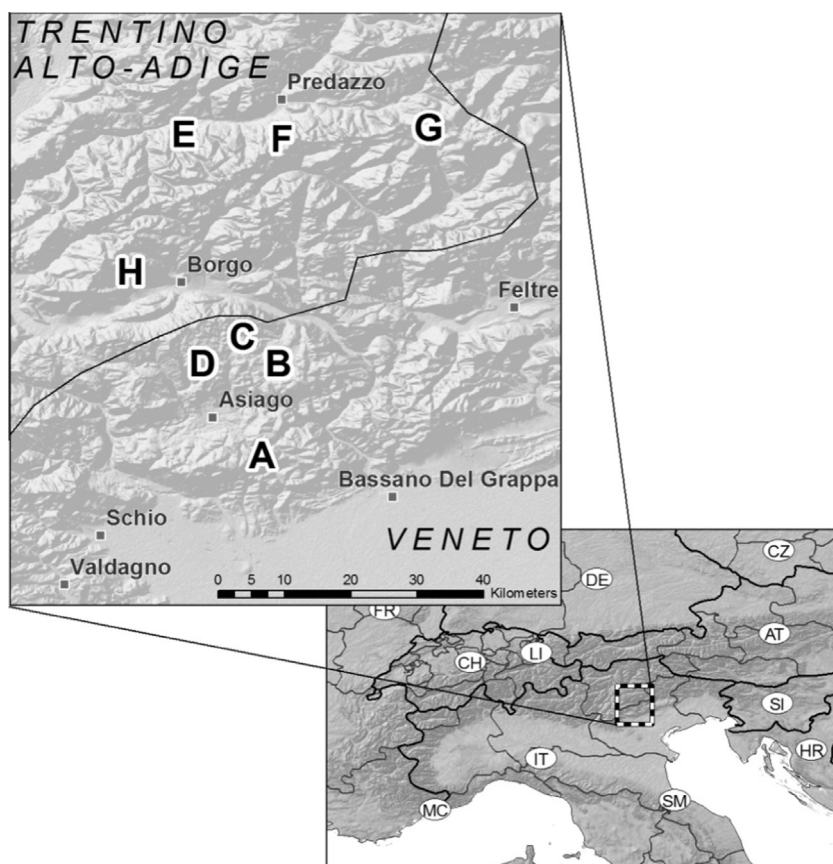 TRENTINO
ALTO-ADIGE
Predazzo
E
F
G
H
Borgo
Feltre
C
D
B
Asiago
A
Bassano Del Grappa
Schio
VENETO
Valdagno
0 5 10 20 30 40
Kilometers
CZ
DE
FR
AT
LI
CH
SI
HR
IT
SM
MC